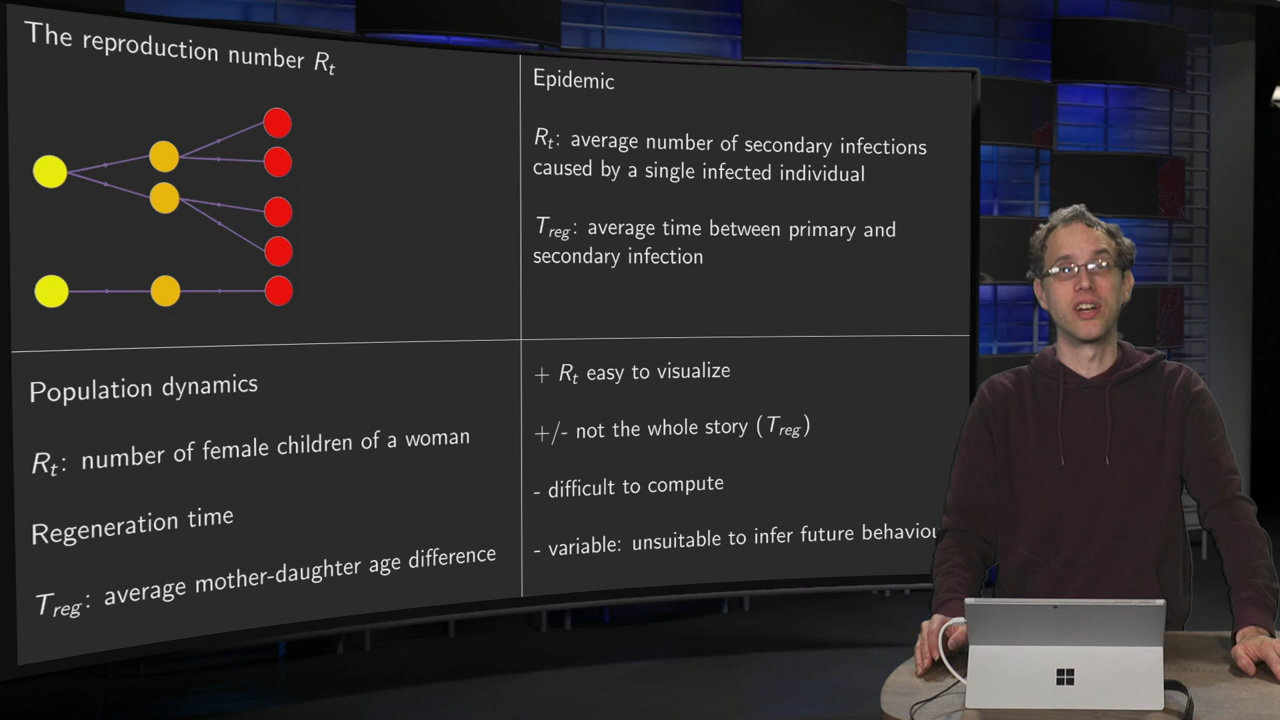 The reproduction number Rₜ
Epidemic
Rₜ: average number of secondary infections
caused by a single infected individual
Tᵣₑg: average time between primary and
secondary infection
Population dynamics
Rₜ: number of female children of a woman
Regeneration time
Tᵣₑg: average mother-daughter age difference
+ Rₜ easy to visualize
+/- not the whole story (Tᵣₑg)
- difficult to compute
- variable: unsuitable to infer future behaviou